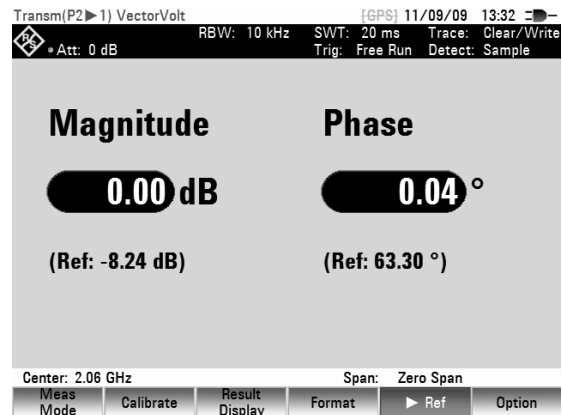 Transm(P2►1) VectorVolt [GPS] 11/09/09 13:32
Att: 0 dB RBW: 10 kHz SWT: 20 ms Trace: Clear/Write
Trig: Free Run Detect: Sample
Magnitude Phase
0.00 dB 0.04 °
(Ref: -8.24 dB) (Ref: 63.30 °)
Center: 2.06 GHz Span: Zero Span
Meas Mode Calibrate Result Display Format ► Ref Option